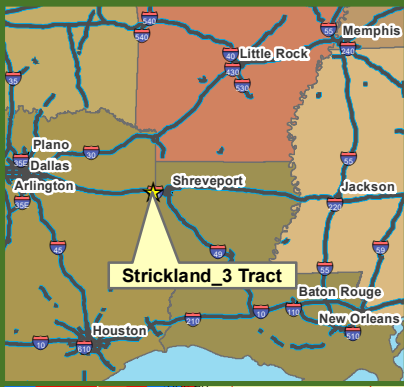 540
55
Memphis
540
40
Little Rock
240
35
430
530
Plano
30
55
35E
Dallas
Arlington
Shreveport
Jackson
35E
220
45
49
59
55
Strickland_3 Tract
Baton Rouge
210
10
110
New Orleans
Houston
510
10
610